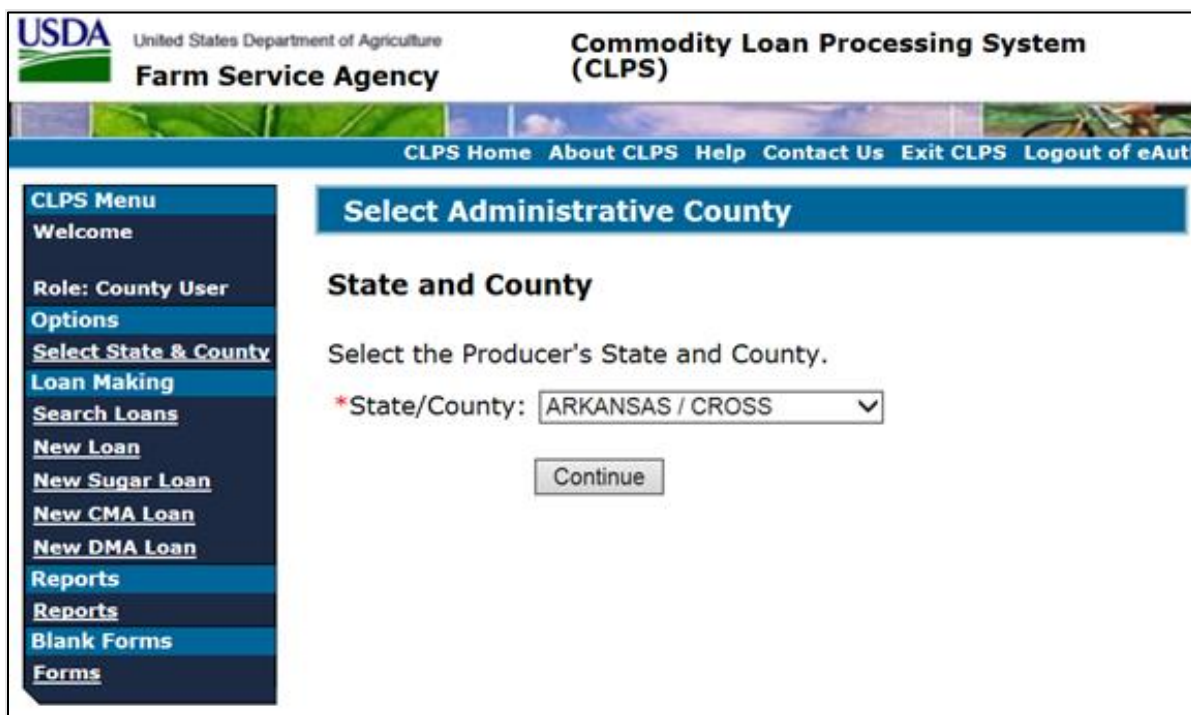 USDA
United States Department of Agriculture
Farm Service Agency
Commodity Loan Processing System
(CLPS)
CLPS Home About CLPS Help Contact Us Exit CLPS Logout of eAut
CLPS Menu
Welcome
Role: County User
Options
Select State & County
Loan Making
Search Loans
New Loan
New Sugar Loan
New CMA Loan
New DMA Loan
Reports
Reports
Blank Forms
Forms
Select Administrative County
State and County
Select the Producer's State and County.
*State/County: ARKANSAS / CROSS
Continue